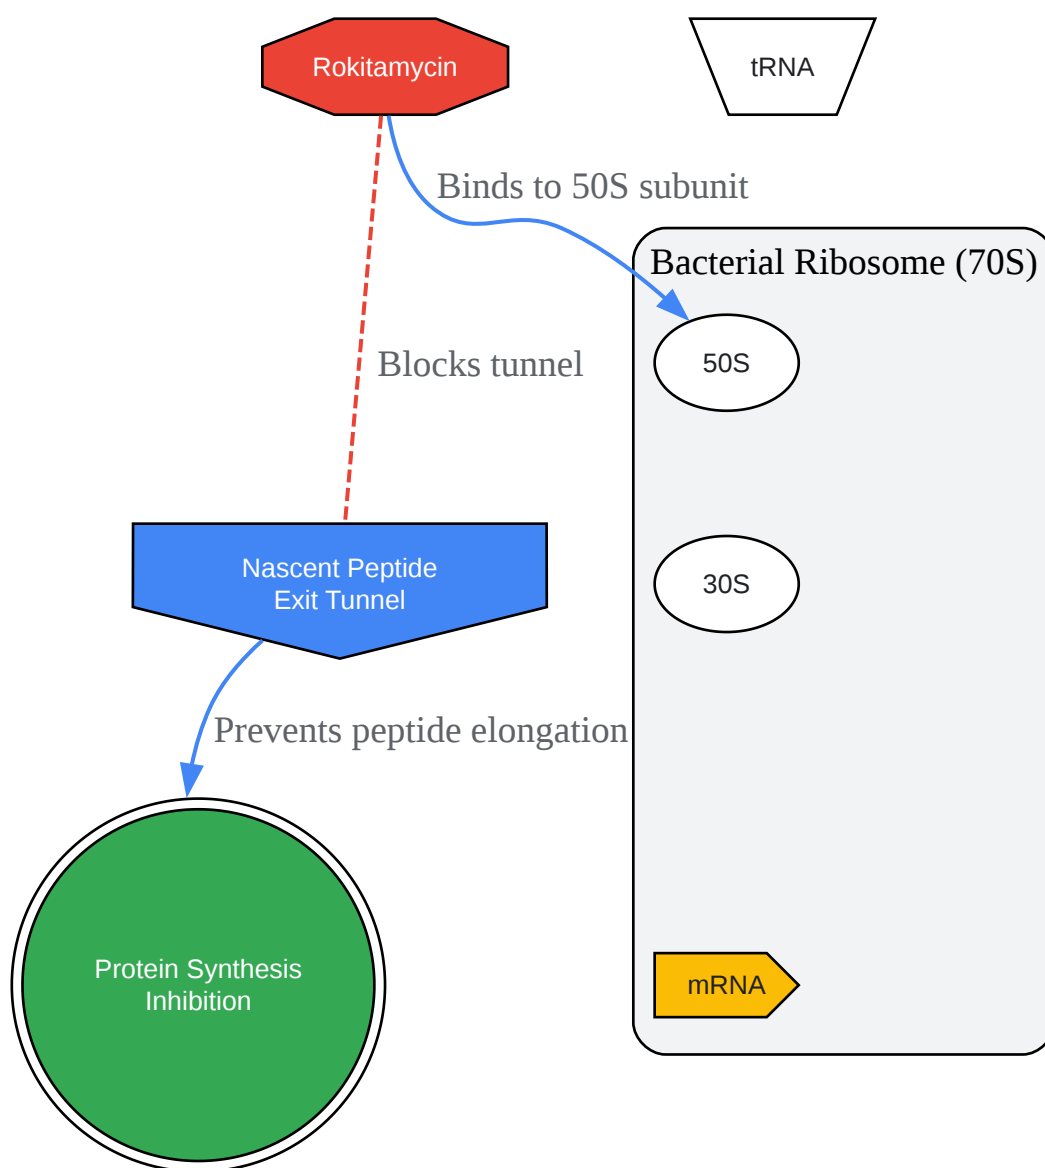 Rokitamycin
tRNA
Binds to 50S subunit
Bacterial Ribosome (70S)
50S
Blocks tunnel
Nascent Peptide
Exit Tunnel
30S
Prevents peptide elongation
Protein Synthesis
Inhibition
mRNA